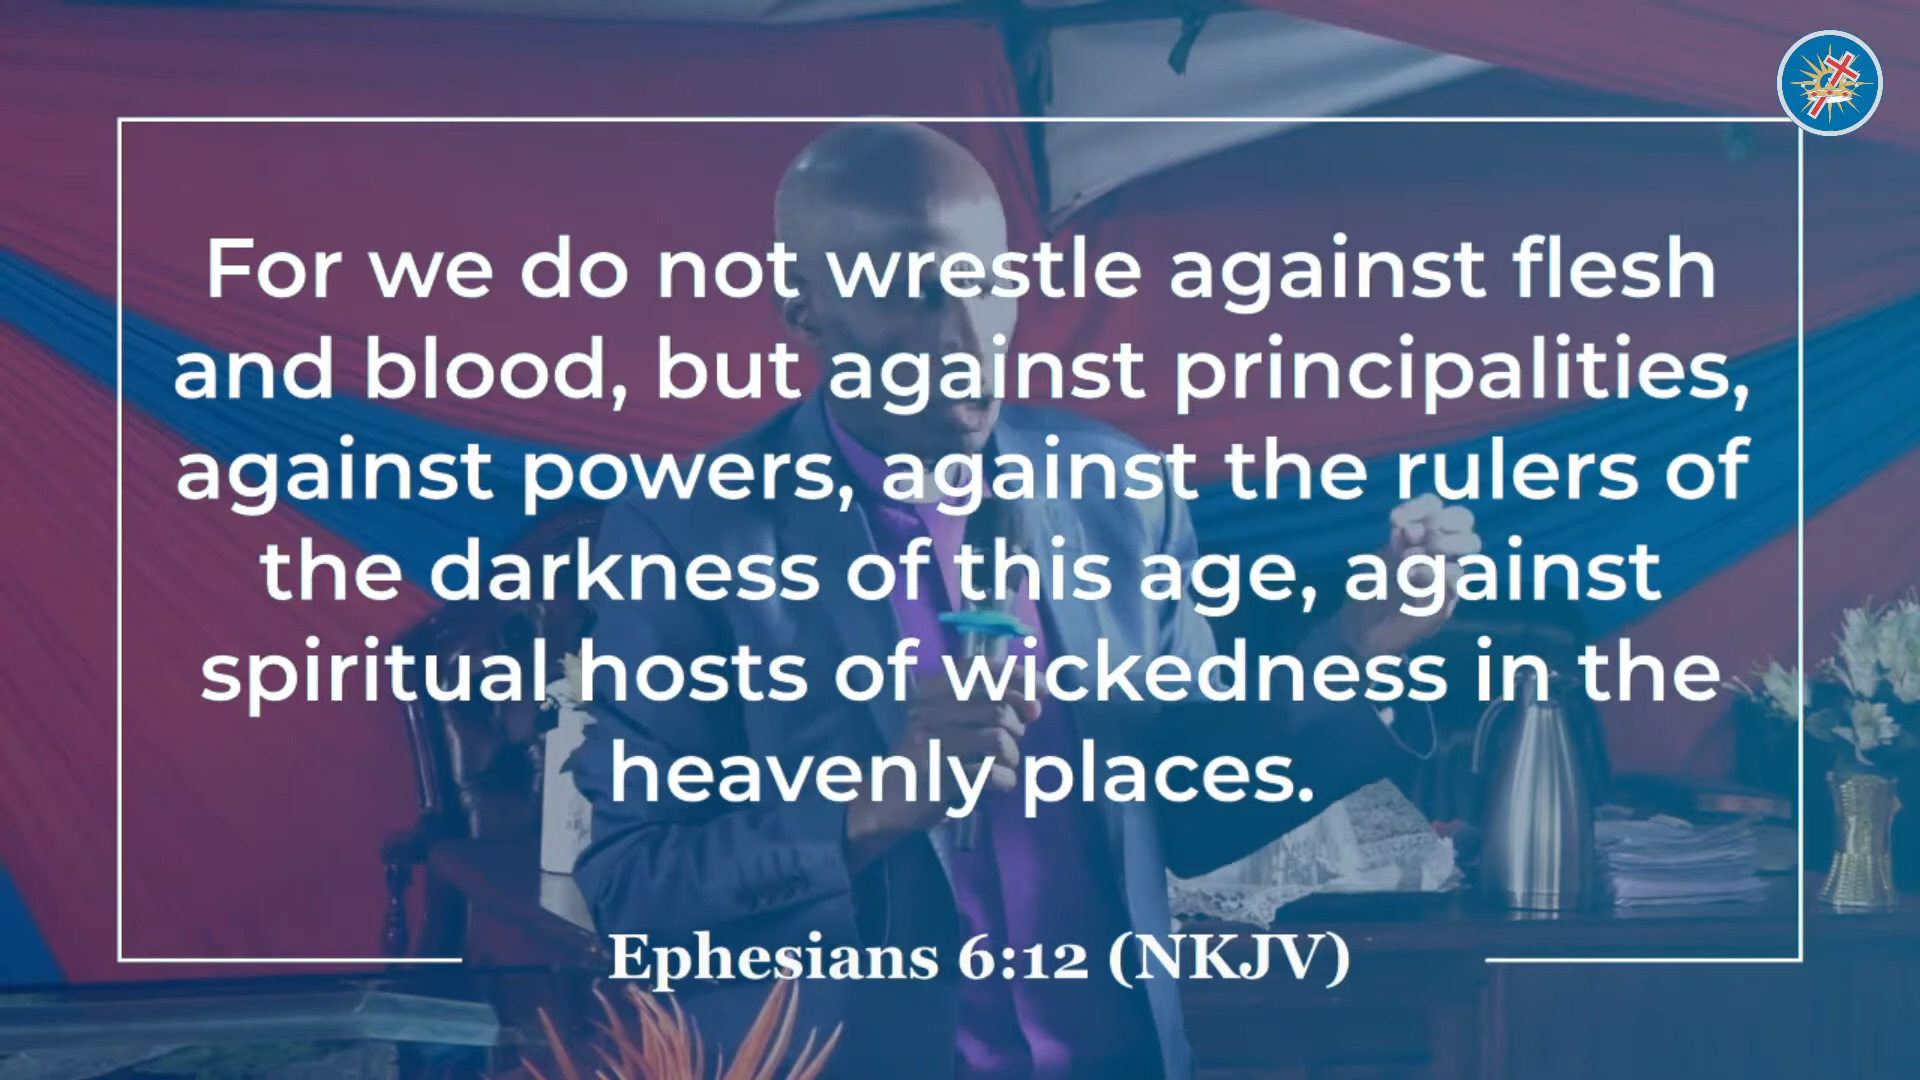 For we do not wrestle against flesh
and blood, but against principalities,
against powers, against the rulers of
the darkness of this age, against
spiritual hosts of wickedness in the
heavenly places.
Ephesians 6:12 (NKJV)